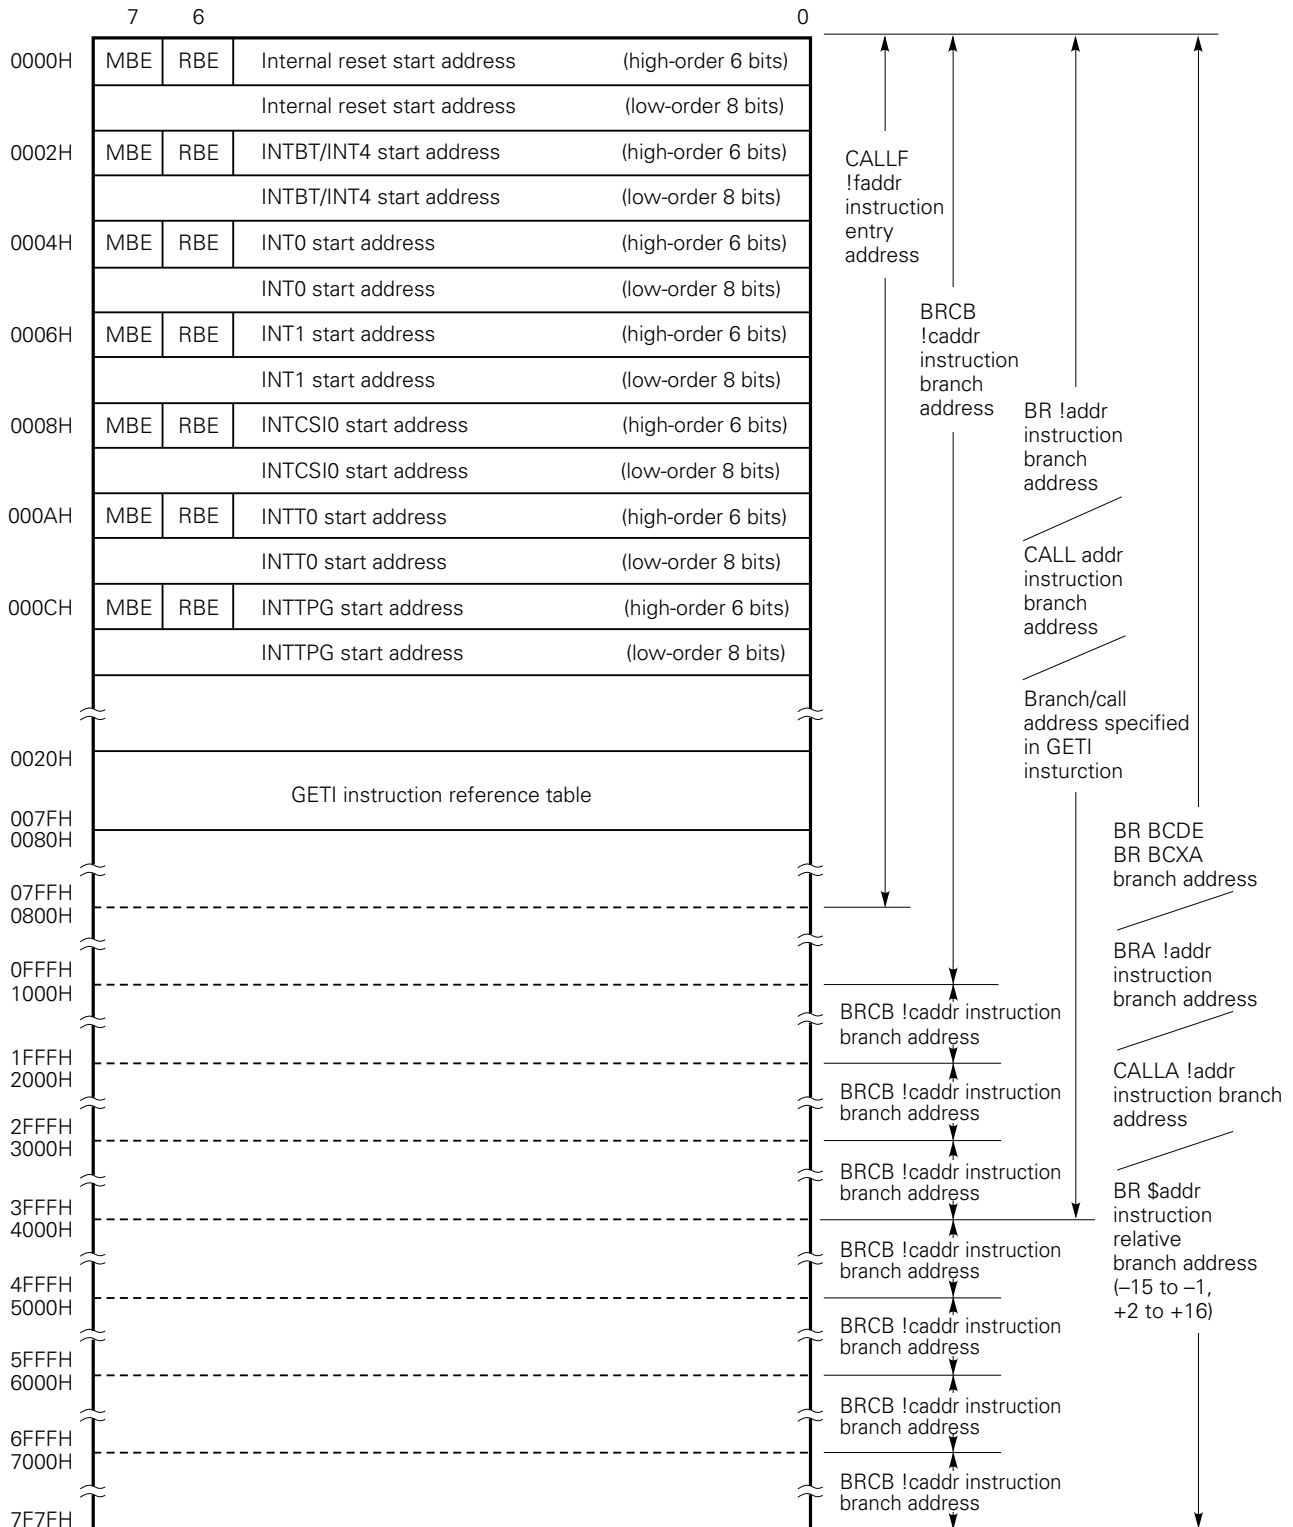 7 6 0
0000H MBE RBE Internal reset start address (high-order 6 bits)
Internal reset start address (low-order 8 bits)
0002H MBE RBE INTBT/INT4 start address (high-order 6 bits)
INTBT/INT4 start address (low-order 8 bits)
0004H MBE RBE INT0 start address (high-order 6 bits)
INT0 start address (low-order 8 bits)
0006H MBE RBE INT1 start address (high-order 6 bits)
INT1 start address (low-order 8 bits)
0008H MBE RBE INTCSI0 start address (high-order 6 bits)
INTCSI0 start address (low-order 8 bits)
000AH MBE RBE INTT0 start address (high-order 6 bits)
INTT0 start address (low-order 8 bits)
000CH MBE RBE INTTPG start address (high-order 6 bits)
INTTPG start address (low-order 8 bits)
0020H
GETI instruction reference table
007FH
0080H
07FFH
0800H
0FFFH
1000H
1FFFH
2000H
2FFFH
3000H
3FFFH
4000H
4FFFH
5000H
5FFFH
6000H
6FFFH
7000H
7F7FH
CALLF
!faddr
instruction
entry
address
BRCB
!caddr
instruction
branch
address
BRCB !caddr instruction
branch address
BRCB !caddr instruction
branch address
BRCB !caddr instruction
branch address
BRCB !caddr instruction
branch address
BRCB !caddr instruction
branch address
BRCB !caddr instruction
branch address
BRCB !caddr instruction
branch address
BR !addr
instruction
branch
address
CALL addr
instruction
branch
address
Branch/call
address specified
in GETI
insturction
BR BCDE
BR BCXA
branch address
BRA !addr
instruction
branch address
CALLA !addr
instruction branch
address
BR $addr
instruction
relative
branch address
(–15 to –1,
+2 to +16)